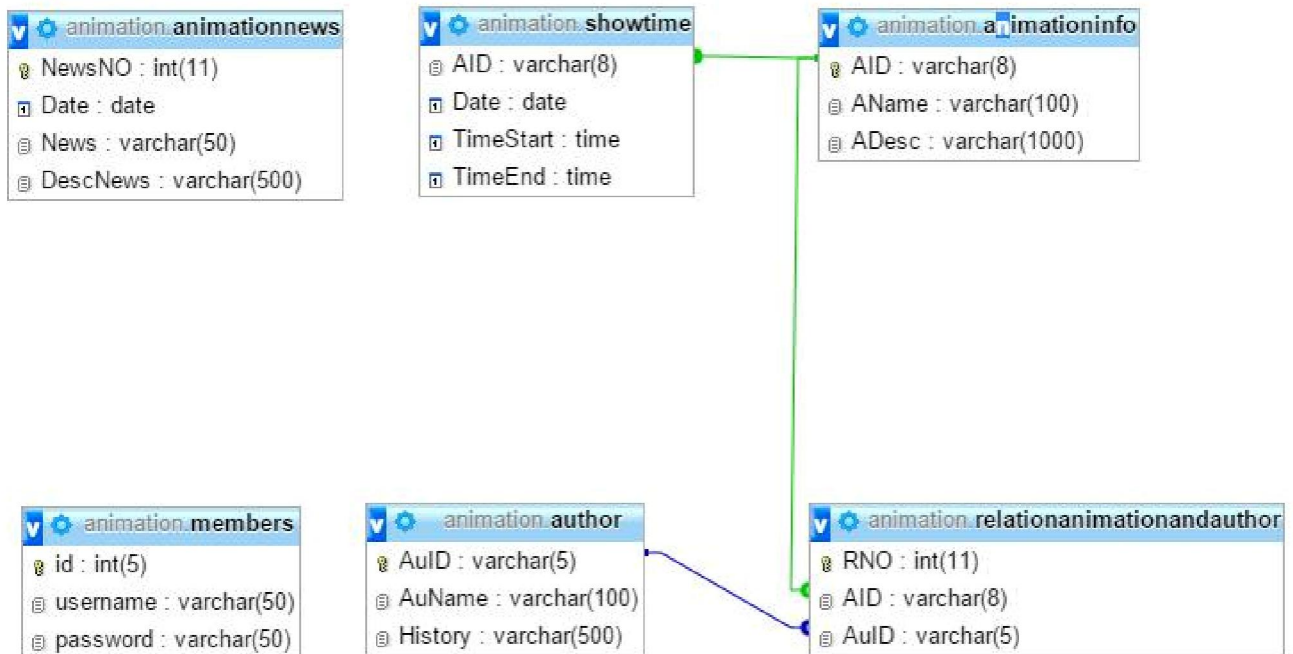 animation.animationnews
NewsNO : int(11)
Date : date
News : varchar(50)
DescNews : varchar(500)
animation.showtime
AID : varchar(8)
Date : date
TimeStart : time
TimeEnd : time
animation.animationinfo
AID : varchar(8)
AName : varchar(100)
ADesc : varchar(1000)
animation.members
id : int(5)
username : varchar(50)
password : varchar(50)
animation.author
AuID : varchar(5)
AuName : varchar(100)
History : varchar(500)
animation.relationanimationandauthor
RNO : int(11)
AID : varchar(8)
AuID : varchar(5)